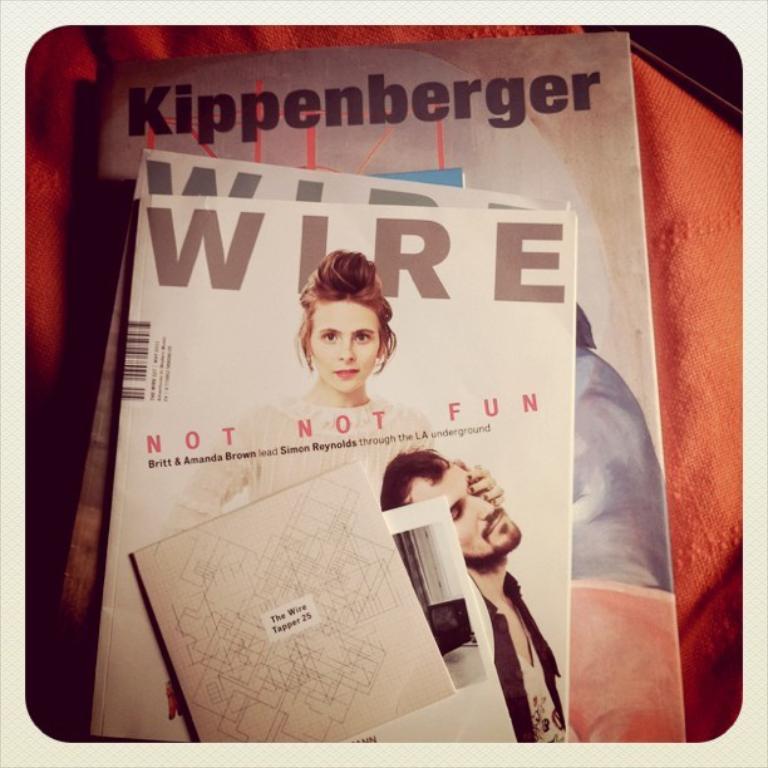 Kippenberger
WIRE
WIRE
NOT NOT FUN
Britt & Amanda Brown lead Simon Reynolds through the LA underground
The Wire
Tapper 25